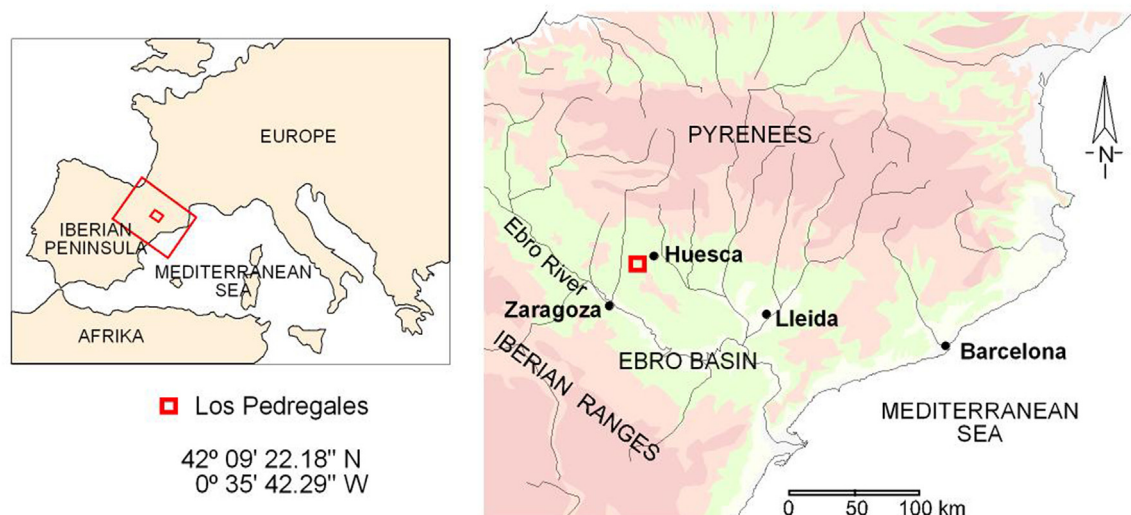 EUROPE
IBERIAN
PENINSULA
MEDITERRANEAN
SEA
AFRIKA
Los Pedregales
42º 09' 22.18" N
0º 35' 42.29" W
PYRENEES
N
Ebro River
Huesca
Zaragoza
Lleida
EBRO BASIN
Barcelona
IBERIAN RANGES
MEDITERRANEAN
SEA
0 50 100 km